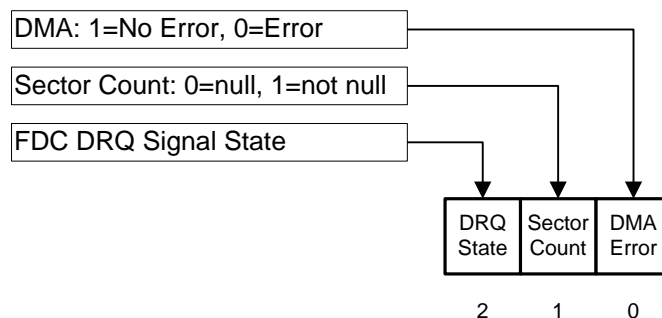 DMA: 1=No Error, 0=Error
Sector Count: 0=null, 1=not null
FDC DRQ Signal State
DRQ State
Sector Count
DMA Error
2 1 0